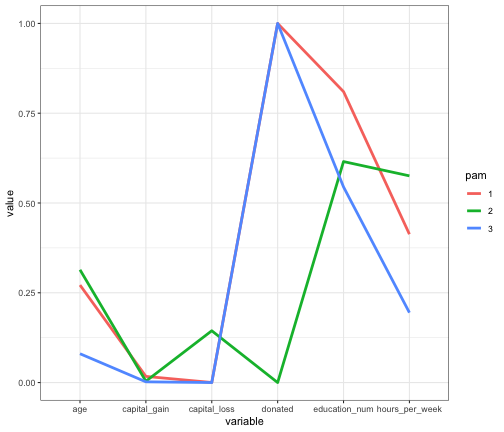 1.00
0.75
0.50
0.25
0.00
value
age capital_gain capital_loss donated education_num hours_per_week
variable
pam
1
2
3